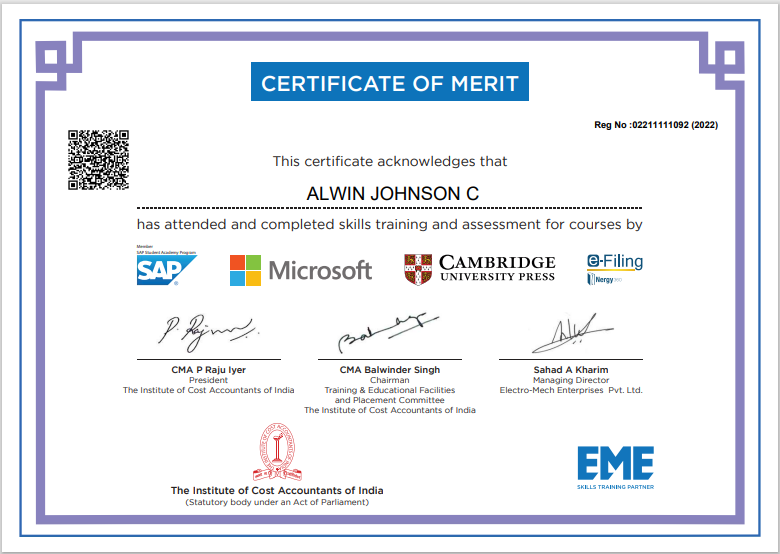 CERTIFICATE OF MERIT
Reg No :02211111092 (2022)
This certificate acknowledges that
ALWIN JOHNSON C
has attended and completed skills training and assessment for courses by
Member
SAP Student Academy Program
SAP
Microsoft
CAMBRIDGE
UNIVERSITY PRESS
e-Filing
Nergy
CMA P Raju Iyer
President
The Institute of Cost Accountants of India
CMA Balwinder Singh
Chairman
Training & Educational Facilities
and Placement Committee
The Institute of Cost Accountants of India
Sahad A Kharim
Managing Director
Electro-Mech Enterprises Pvt. Ltd.
The Institute of Cost Accountants of India
(Statutory body under an Act of Parliament)
EME
SKILLS TRAINING PARTNER